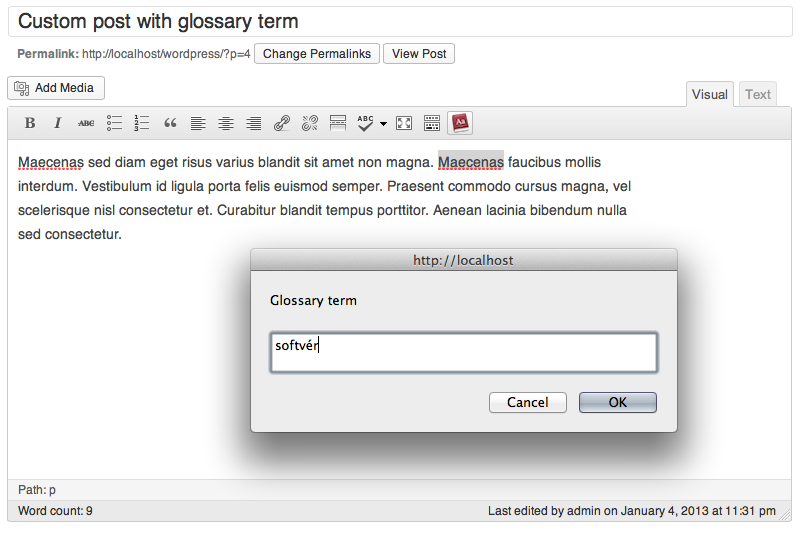 Custom post with glossary term
Permalink: http://localhost/wordpress/?p=4 Change Permalinks View Post
Add Media
Visual Text
B I ABC ABC Aa
Maecenas sed diam eget risus varius blandit sit amet non magna. Maecenas faucibus mollis
interdum. Vestibulum id ligula porta felis euismod semper. Praesent commodo cursus magna, vel
scelerisque nisl consectetur et. Curabitur blandit tempus porttitor. Aenean lacinia bibendum nulla
sed consectetur.
http://localhost
Glossary term
softvér
Cancel OK
Path: p
Word count: 9 Last edited by admin on January 4, 2013 at 11:31 pm